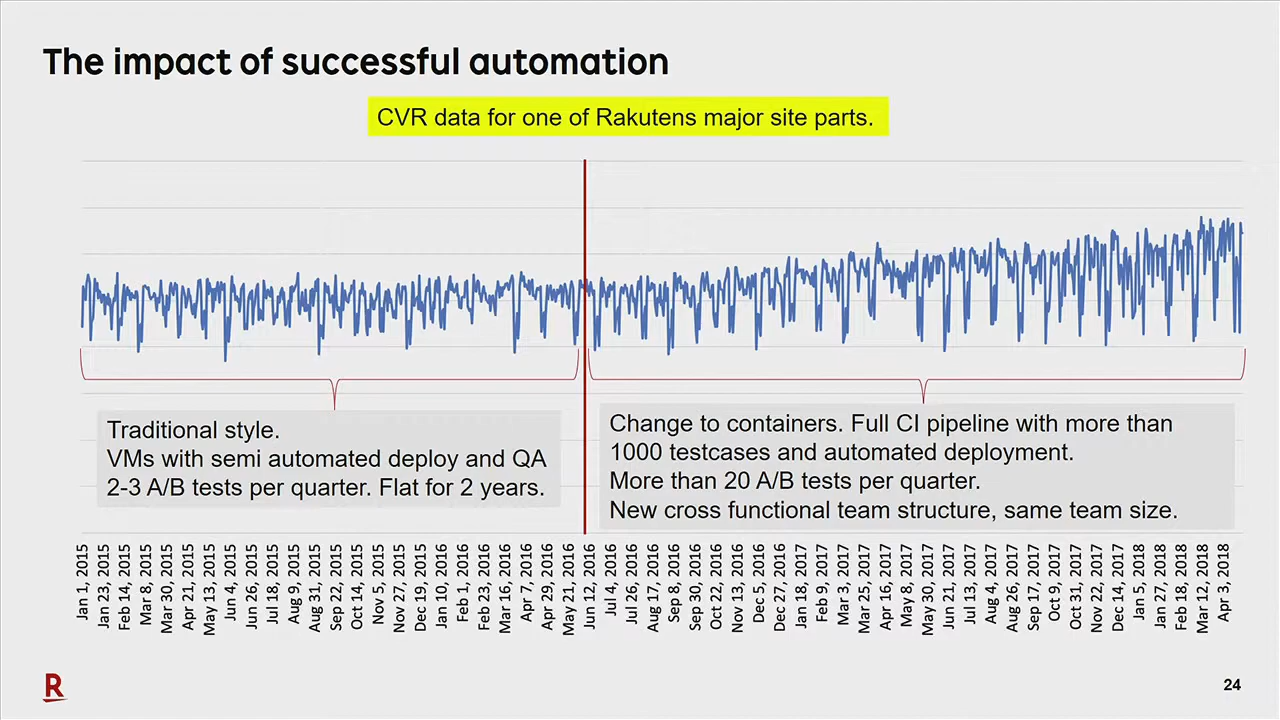 The impact of successful automation
CVR data for one of Rakutens major site parts.
Traditional style.
VMs with semi automated deploy and QA
2-3 A/B tests per quarter. Flat for 2 years.
Change to containers. Full CI pipeline with more than
1000 testcases and automated deployment.
More than 20 A/B tests per quarter.
New cross functional team structure, same team size.
Jan 1, 2015
Jan 23, 2015
Feb 14, 2015
Mar 8, 2015
Mar 30, 2015
Apr 21, 2015
May 13, 2015
Jun 4, 2015
Jun 26, 2015
Jul 18, 2015
Aug 9, 2015
Aug 31, 2015
Sep 22, 2015
Oct 14, 2015
Nov 5, 2015
Nov 27, 2015
Dec 19, 2015
Jan 10, 2016
Feb 1, 2016
Feb 23, 2016
Mar 16, 2016
Apr 7, 2016
Apr 29, 2016
May 21, 2016
Jun 12, 2016
Jul 4, 2016
Jul 26, 2016
Aug 17, 2016
Sep 8, 2016
Sep 30, 2016
Oct 22, 2016
Nov 13, 2016
Dec 5, 2016
Dec 27, 2016
Jan 18, 2017
Feb 9, 2017
Mar 3, 2017
Mar 25, 2017
Apr 16, 2017
May 8, 2017
May 30, 2017
Jun 21, 2017
Jul 13, 2017
Aug 4, 2017
Aug 26, 2017
Sep 17, 2017
Oct 9, 2017
Oct 31, 2017
Nov 22, 2017
Dec 14, 2017
Jan 5, 2018
Jan 27, 2018
Feb 18, 2018
Mar 12, 2018
Apr 3, 2018
R
24